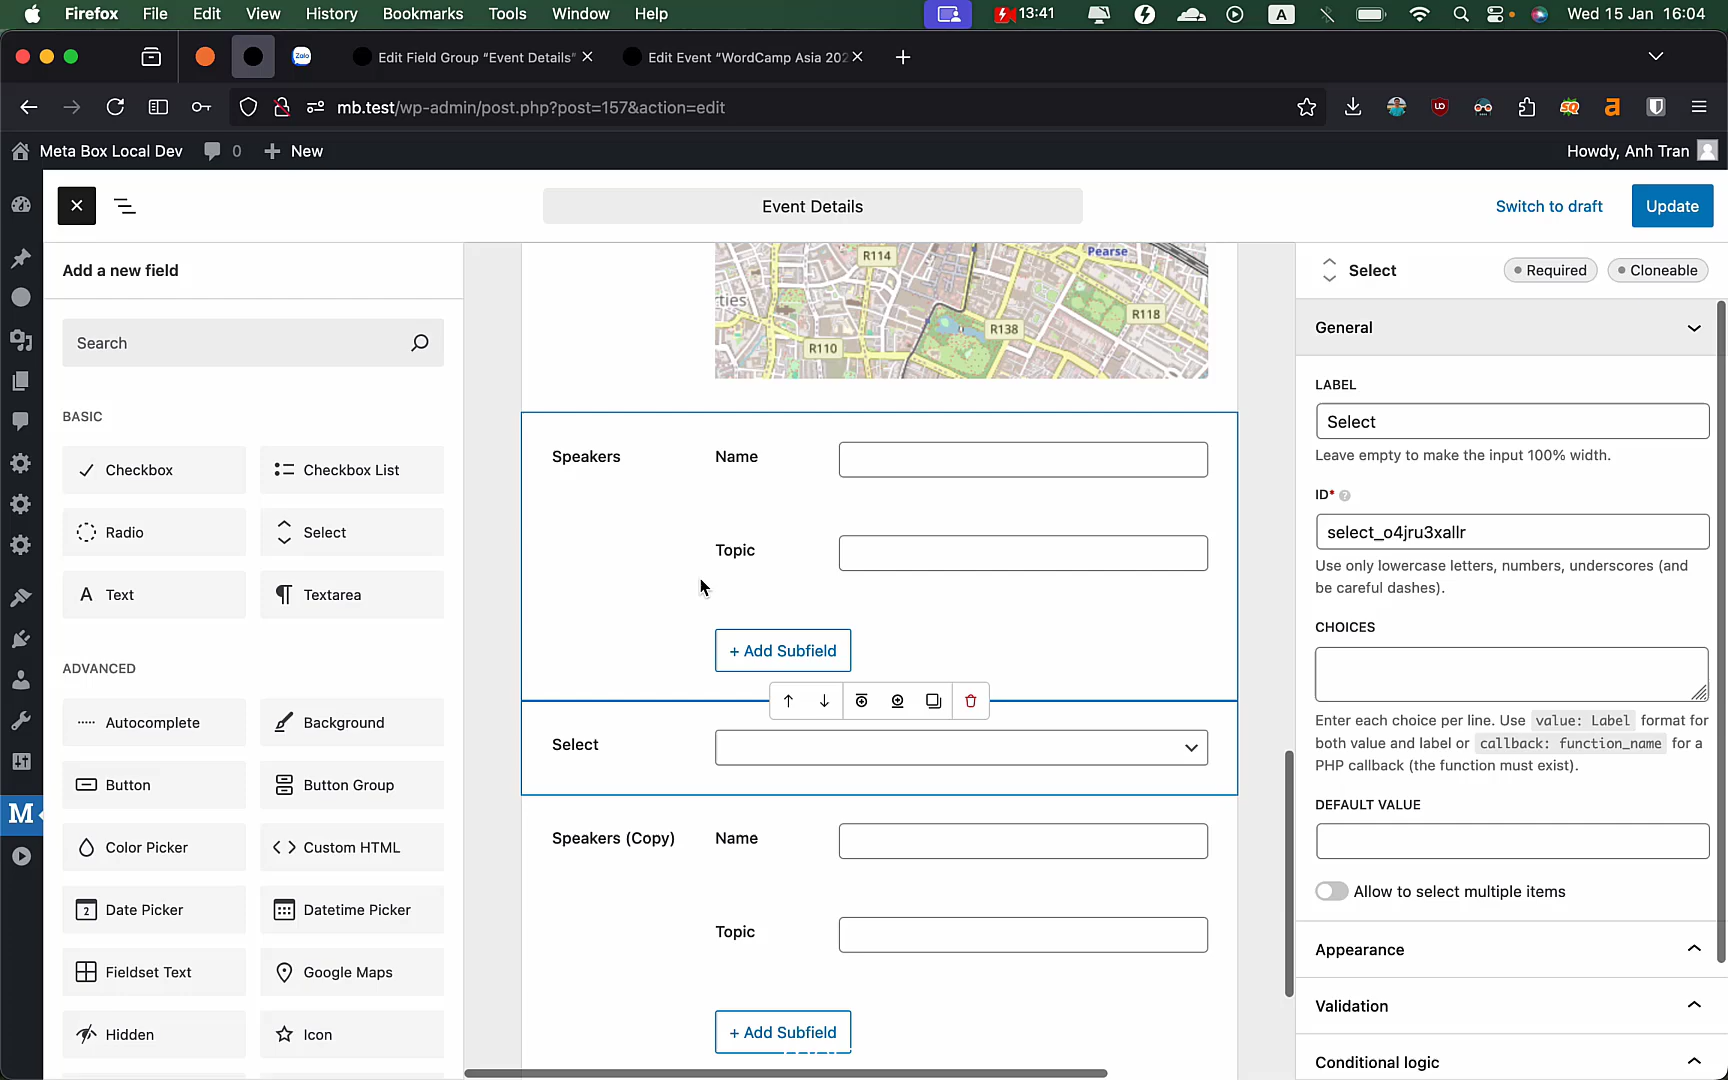 Firefox File Edit View History Bookmarks Tools Window Help 13:41 A Wed 15 Jan 16:04
Zalo Edit Field Group “Event Details” Edit Event “WordCamp Asia 202
mb.test/wp-admin/post.php?post=157&action=edit
Meta Box Local Dev 0 New Howdy, Anh Tran
Event Details Switch to draft Update
Add a new field
Search
BASIC
Checkbox Checkbox List
Radio Select
Text Textarea
ADVANCED
Autocomplete Background
Button Button Group
Color Picker Custom HTML
Date Picker Datetime Picker
Fieldset Text Google Maps
Hidden Icon
Pearse
R114
rties
R118
R138
R110
Speakers Name
Topic
+ Add Subfield
Select
Speakers (Copy) Name
Topic
+ Add Subfield
Select Required Cloneable
General
LABEL
Select
Leave empty to make the input 100% width.
ID*
select_o4jru3xallr
Use only lowercase letters, numbers, underscores (and
be careful dashes).
CHOICES
Enter each choice per line. Use value: Label format for
both value and label or callback: function_name for a
PHP callback (the function must exist).
DEFAULT VALUE
Allow to select multiple items
Appearance
Validation
Conditional logic